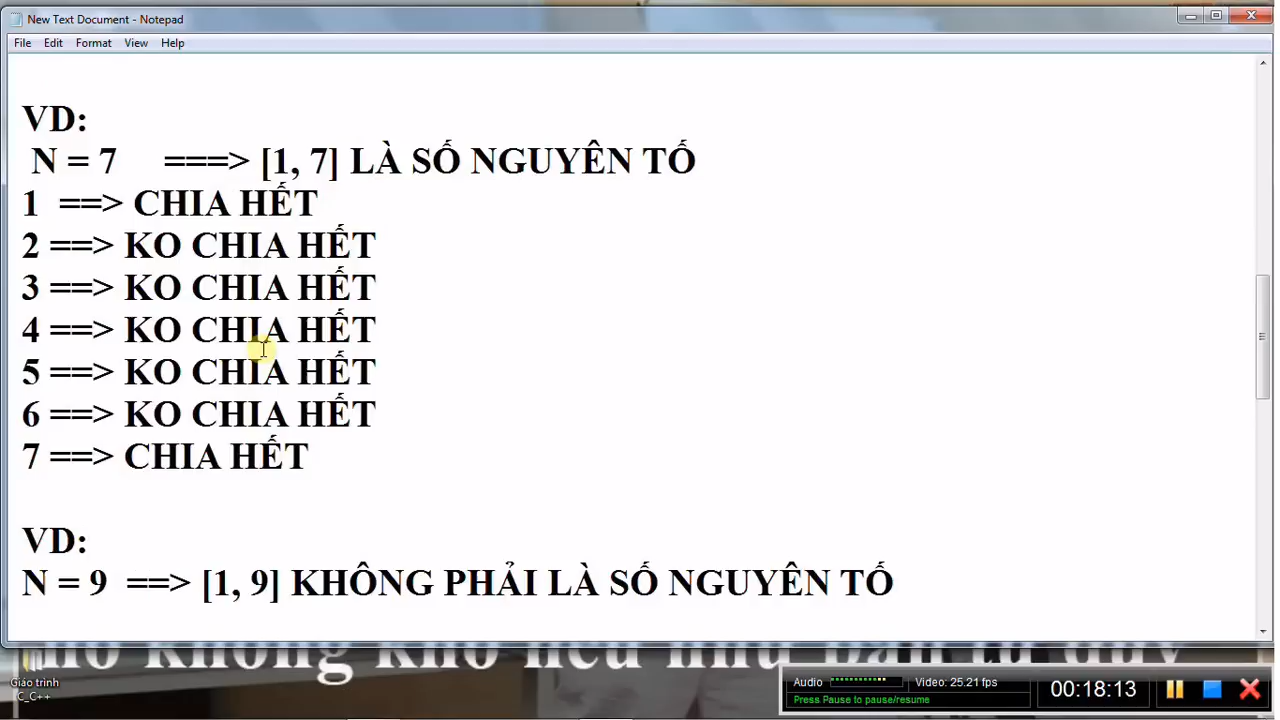 New Text Document - Notepad
File Edit Format View Help
VD:
N = 7 ===> [1, 7] LÀ SỐ NGUYÊN TỐ
1 ==> CHIA HẾT
2 ==> KO CHIA HẾT
3 ==> KO CHIA HẾT
4 ==> KO CHIA HẾT
5 ==> KO CHIA HẾT
6 ==> KO CHIA HẾT
7 ==> CHIA HẾT
VD:
N = 9 ==> [1, 9] KHÔNG PHẢI LÀ SỐ NGUYÊN TỐ
không khó
Giáo trình
C_C++
Audio Video: 25.21 fps
Press Pause to pause/resume
00:18:13